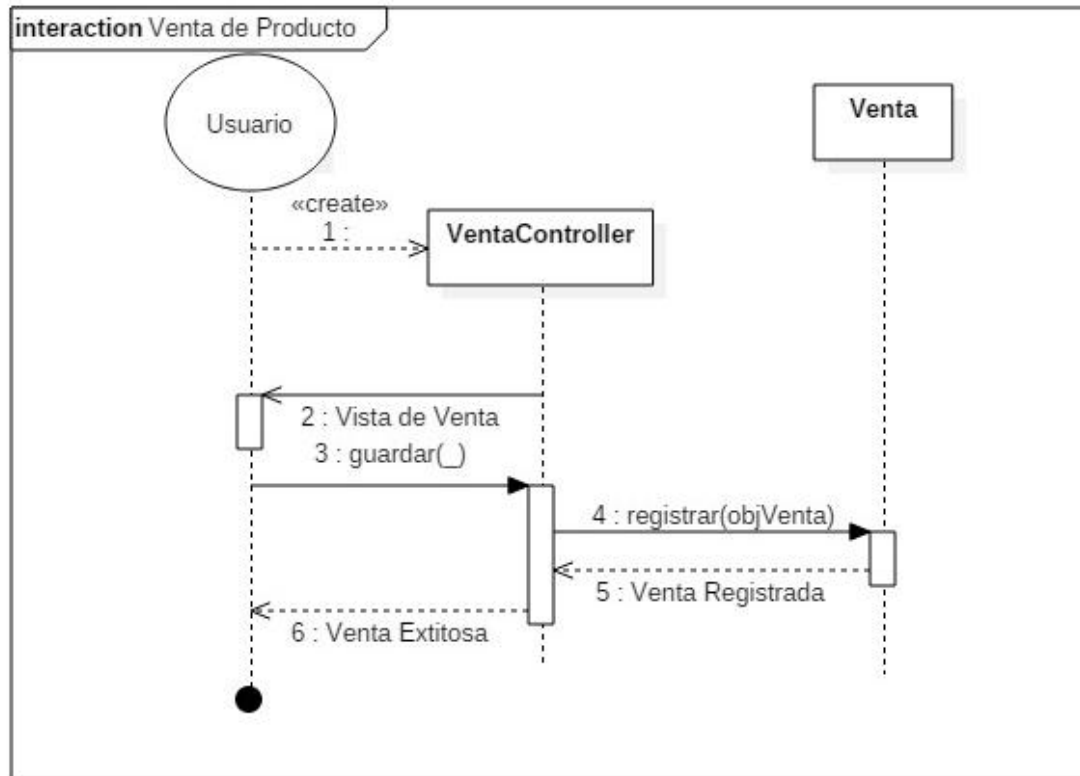 interaction Venta de Producto
Usuario
Venta
«create»
1 :
VentaController
2 : Vista de Venta
3 : guardar(_)
4 : registrar(objVenta)
5 : Venta Registrada
6 : Venta Extitosa